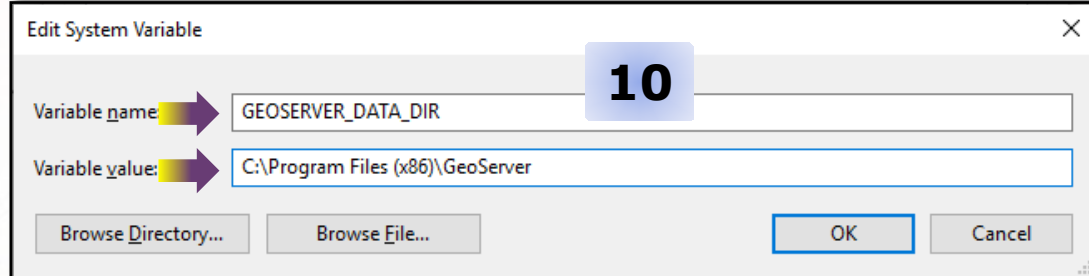 Edit System Variable
10
Variable name: GEOSERVER_DATA_DIR
Variable value: C:\Program Files (x86)\GeoServer
Browse Directory... Browse File... OK Cancel